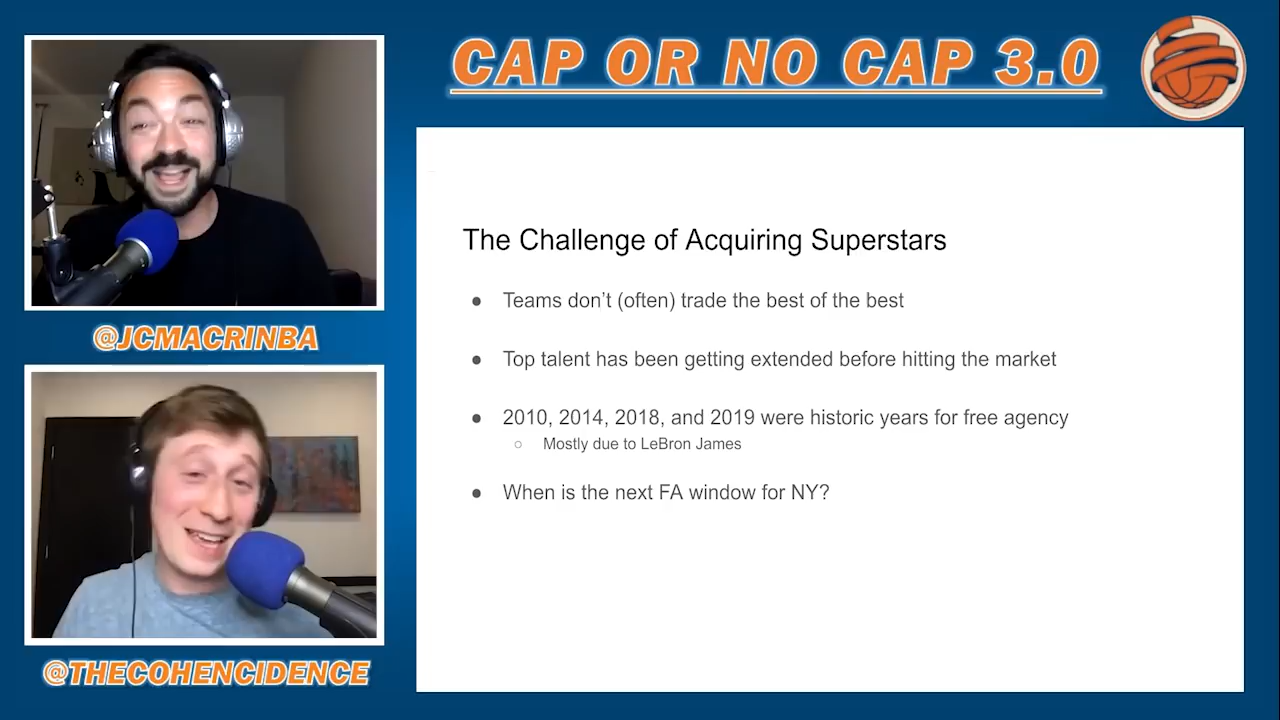 CAP OR NO CAP 3.0
@JCMACRINBA
@THECOHENCIDENCE
The Challenge of Acquiring Superstars
● Teams don’t (often) trade the best of the best
● Top talent has been getting extended before hitting the market
● 2010, 2014, 2018, and 2019 were historic years for free agency
○ Mostly due to LeBron James
● When is the next FA window for NY?